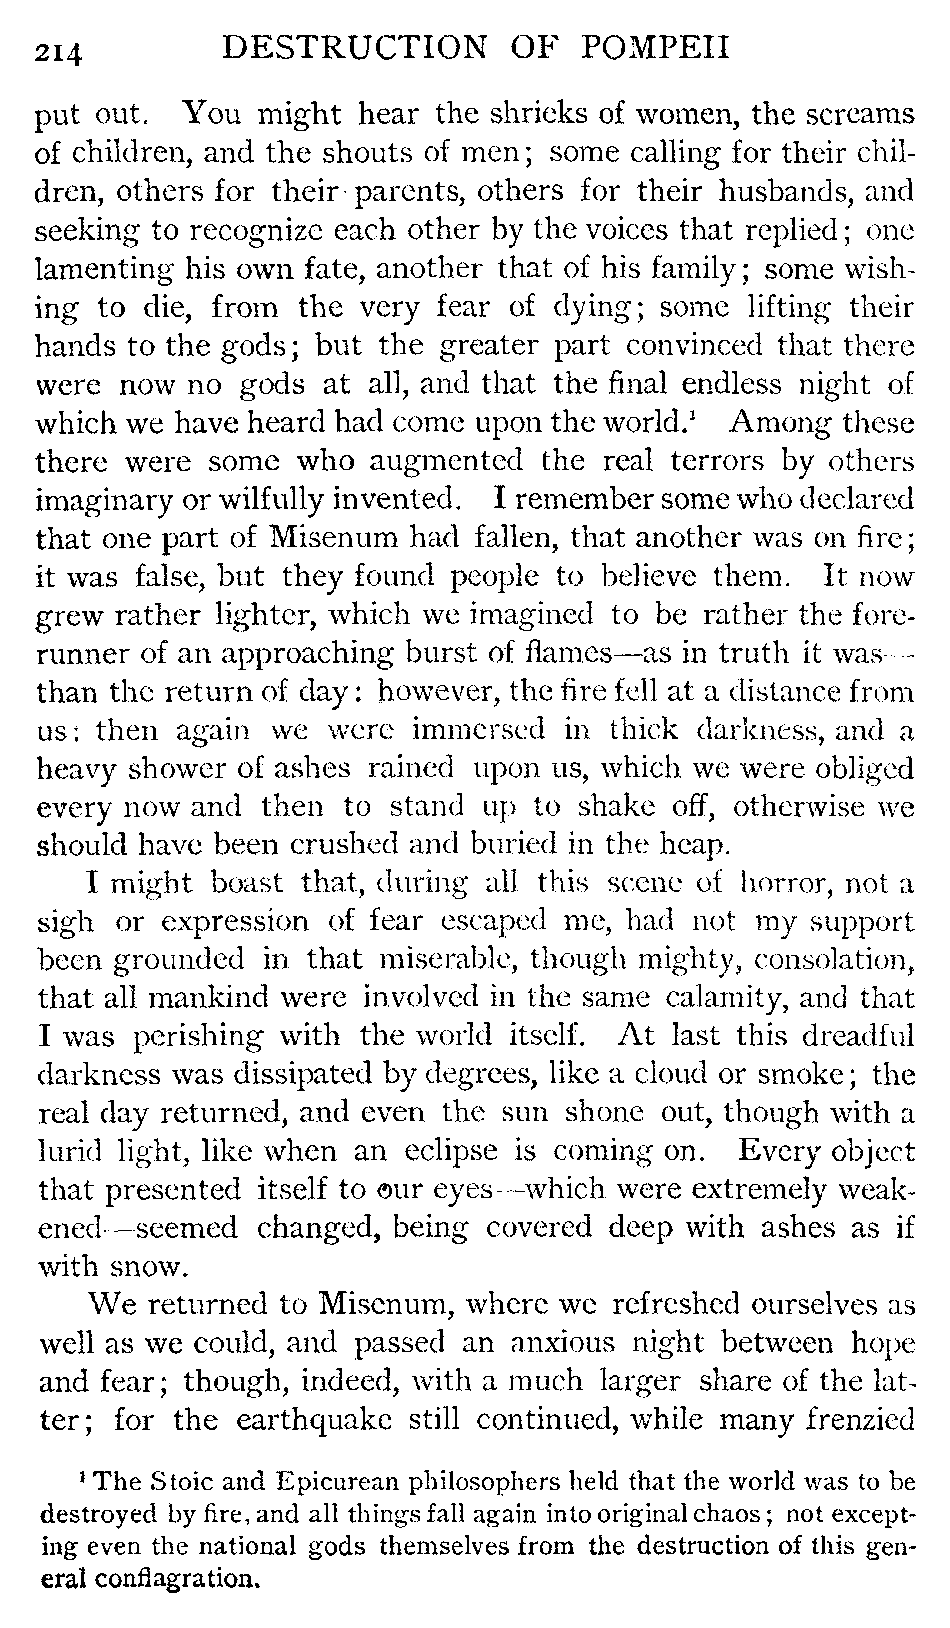 214 DESTRUCTION OF POMPEII
put out. You might hear the shrieks of women, the screams
of children, and the shouts of men; some calling for their chil-
dren, others for their parents, others for their husbands, and
seeking to recognize each other by the voices that replied; one
lamenting his own fate, another that of his family; some wish-
ing to die, from the very fear of dying; some lifting their
hands to the gods; but the greater part convinced that there
were now no gods at all, and that the final endless night of
which we have heard had come upon the world.¹ Among these
there were some who augmented the real terrors by others
imaginary or wilfully invented. I remember some who declared
that one part of Misenum had fallen, that another was on fire;
it was false, but they found people to believe them. It now
grew rather lighter, which we imagined to be rather the fore-
runner of an approaching burst of flames—as in truth it was—
than the return of day: however, the fire fell at a distance from
us: then again we were immersed in thick darkness, and a
heavy shower of ashes rained upon us, which we were obliged
every now and then to stand up to shake off, otherwise we
should have been crushed and buried in the heap.
I might boast that, during all this scene of horror, not a
sigh or expression of fear escaped me, had not my support
been grounded in that miserable, though mighty, consolation,
that all mankind were involved in the same calamity, and that
I was perishing with the world itself. At last this dreadful
darkness was dissipated by degrees, like a cloud or smoke; the
real day returned, and even the sun shone out, though with a
lurid light, like when an eclipse is coming on. Every object
that presented itself to our eyes—which were extremely weak-
ened—seemed changed, being covered deep with ashes as if
with snow.
We returned to Misenum, where we refreshed ourselves as
well as we could, and passed an anxious night between hope
and fear; though, indeed, with a much larger share of the lat-
ter; for the earthquake still continued, while many frenzied
¹ The Stoic and Epicurean philosophers held that the world was to be
destroyed by fire, and all things fall again into original chaos; not except-
ing even the national gods themselves from the destruction of this gen-
eral conflagration.